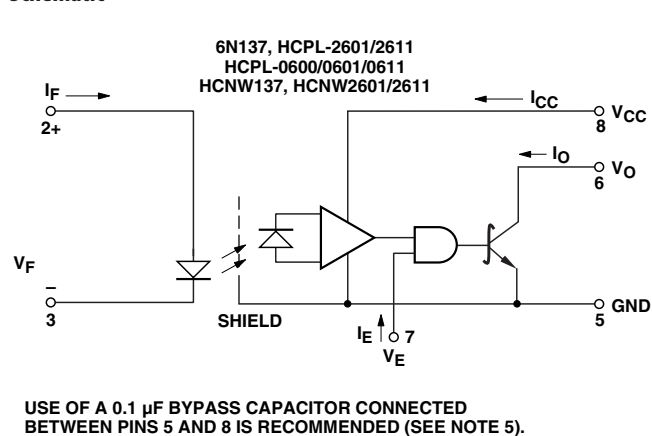 6N137, HCPL-2601/2611
HCPL-0600/0601/0611
HCNW137, HCNW2601/2611
IF
2+
ICC
VCC
8
IO
VO
6
VF
–
3
SHIELD
IE
7
VE
GND
5
USE OF A 0.1 µF BYPASS CAPACITOR CONNECTED
BETWEEN PINS 5 AND 8 IS RECOMMENDED (SEE NOTE 5).